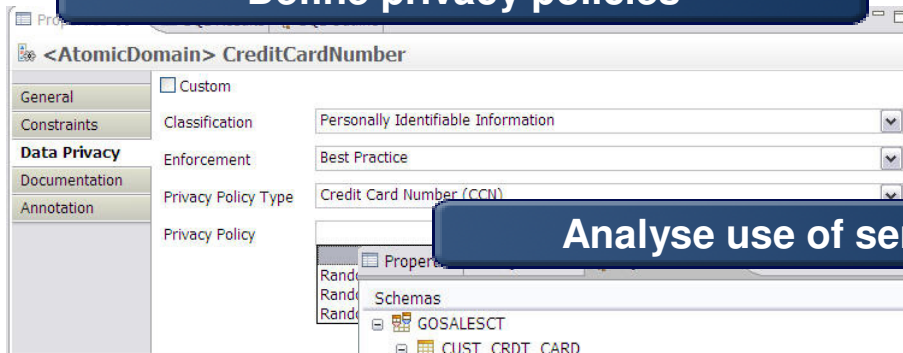 Define privacy policies
<AtomicDomain> CreditCardNumber
General
Constraints
Data Privacy
Documentation
Annotation
Custom
Classification Personally Identifiable Information
Enforcement Best Practice
Privacy Policy Type Credit Card Number (CCN)
Privacy Policy
Analyse use of
Schemas
GOSALESCT
CUST_CRDT_CARD